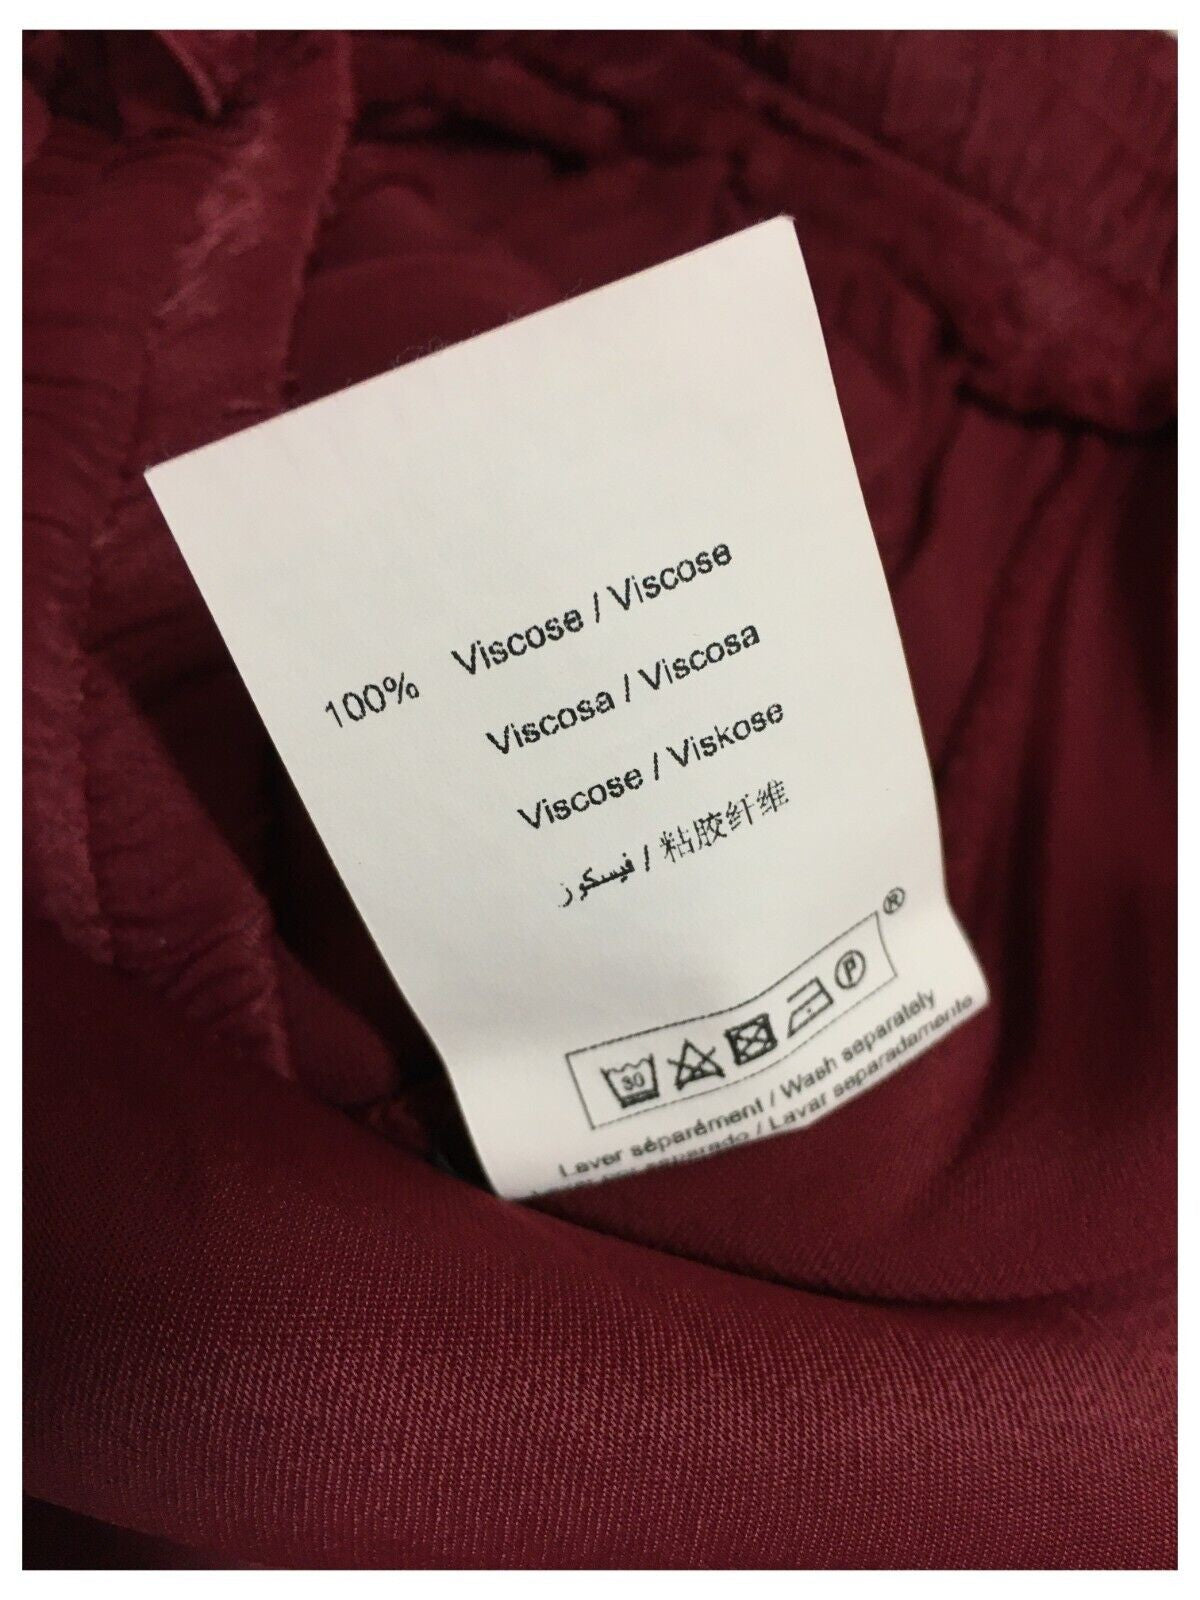 100% Viscose / Viscose
Viscosa / Viscosa
Viscose / Viskose
فيسكوز / 粘胶纤维
®
30 P
Laver séparément / Wash separately
separado / Lavar separadamente